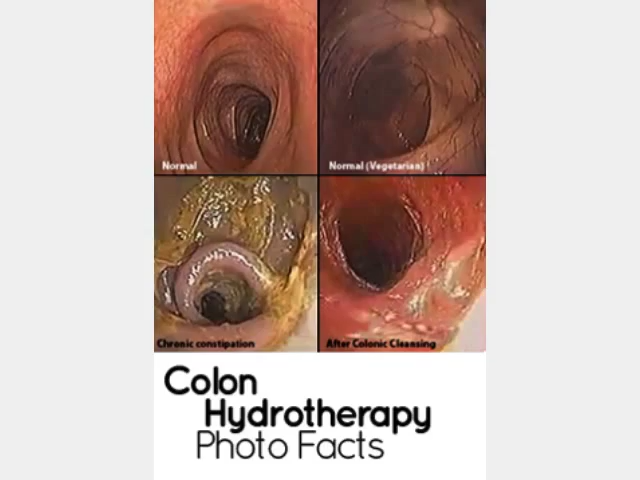 Normal
Normal (Vegetarian)
Chronic constipation
After Colonic Cleansing
Colon
Hydrotherapy
Photo Facts